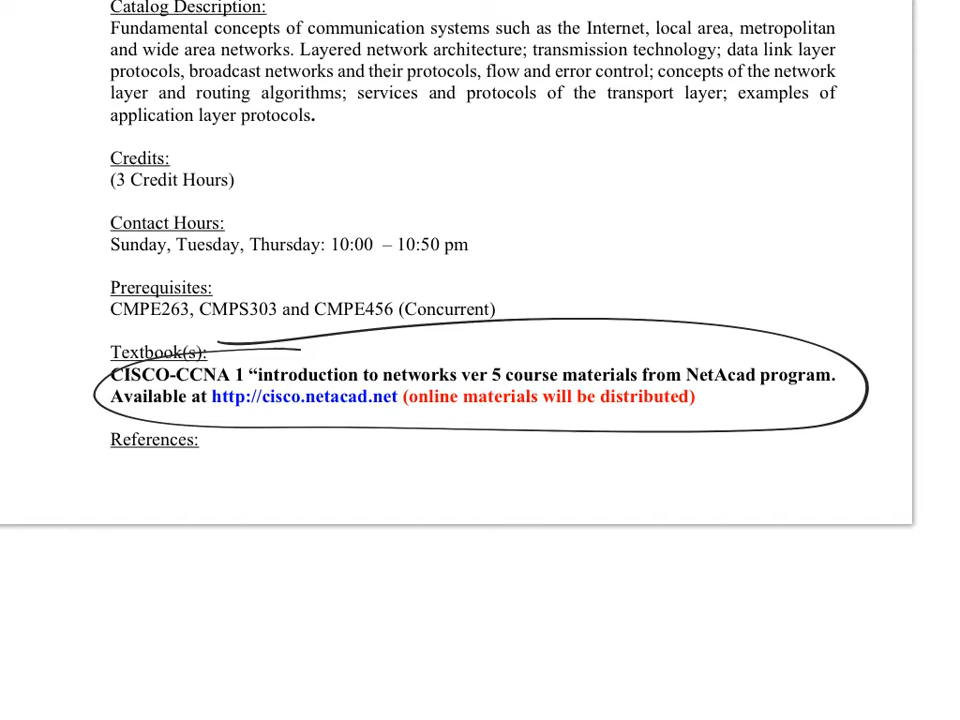 Catalog Description:
Fundamental concepts of communication systems such as the Internet, local area, metropolitan
and wide area networks. Layered network architecture; transmission technology; data link layer
protocols, broadcast networks and their protocols, flow and error control; concepts of the network
layer and routing algorithms; services and protocols of the transport layer; examples of
application layer protocols.
Credits:
(3 Credit Hours)
Contact Hours:
Sunday, Tuesday, Thursday: 10:00  – 10:50 pm
Prerequisites:
CMPE263, CMPS303 and CMPE456 (Concurrent)
Textbook(s):
CISCO-CCNA 1 “introduction to networks ver 5 course materials from NetAcad program.
Available at http://cisco.netacad.net (online materials will be distributed)
References: